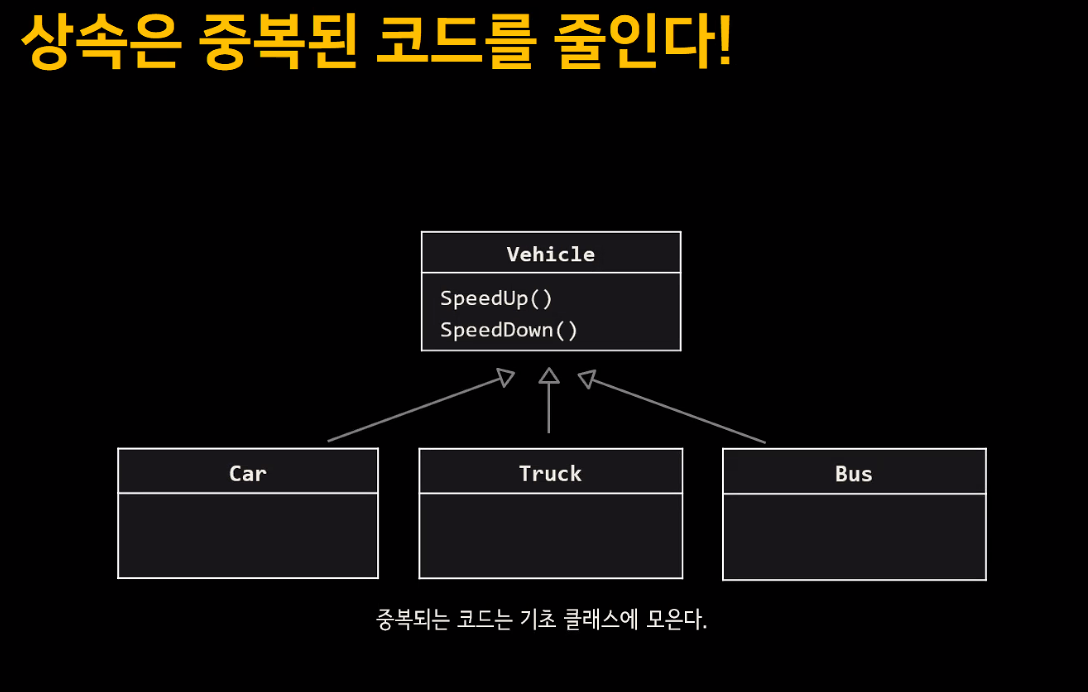 상속은 중복된 코드를 줄인다!
Vehicle
SpeedUp()
SpeedDown()
Car
Truck
Bus
중복되는 코드는 기초 클래스에 모은다.